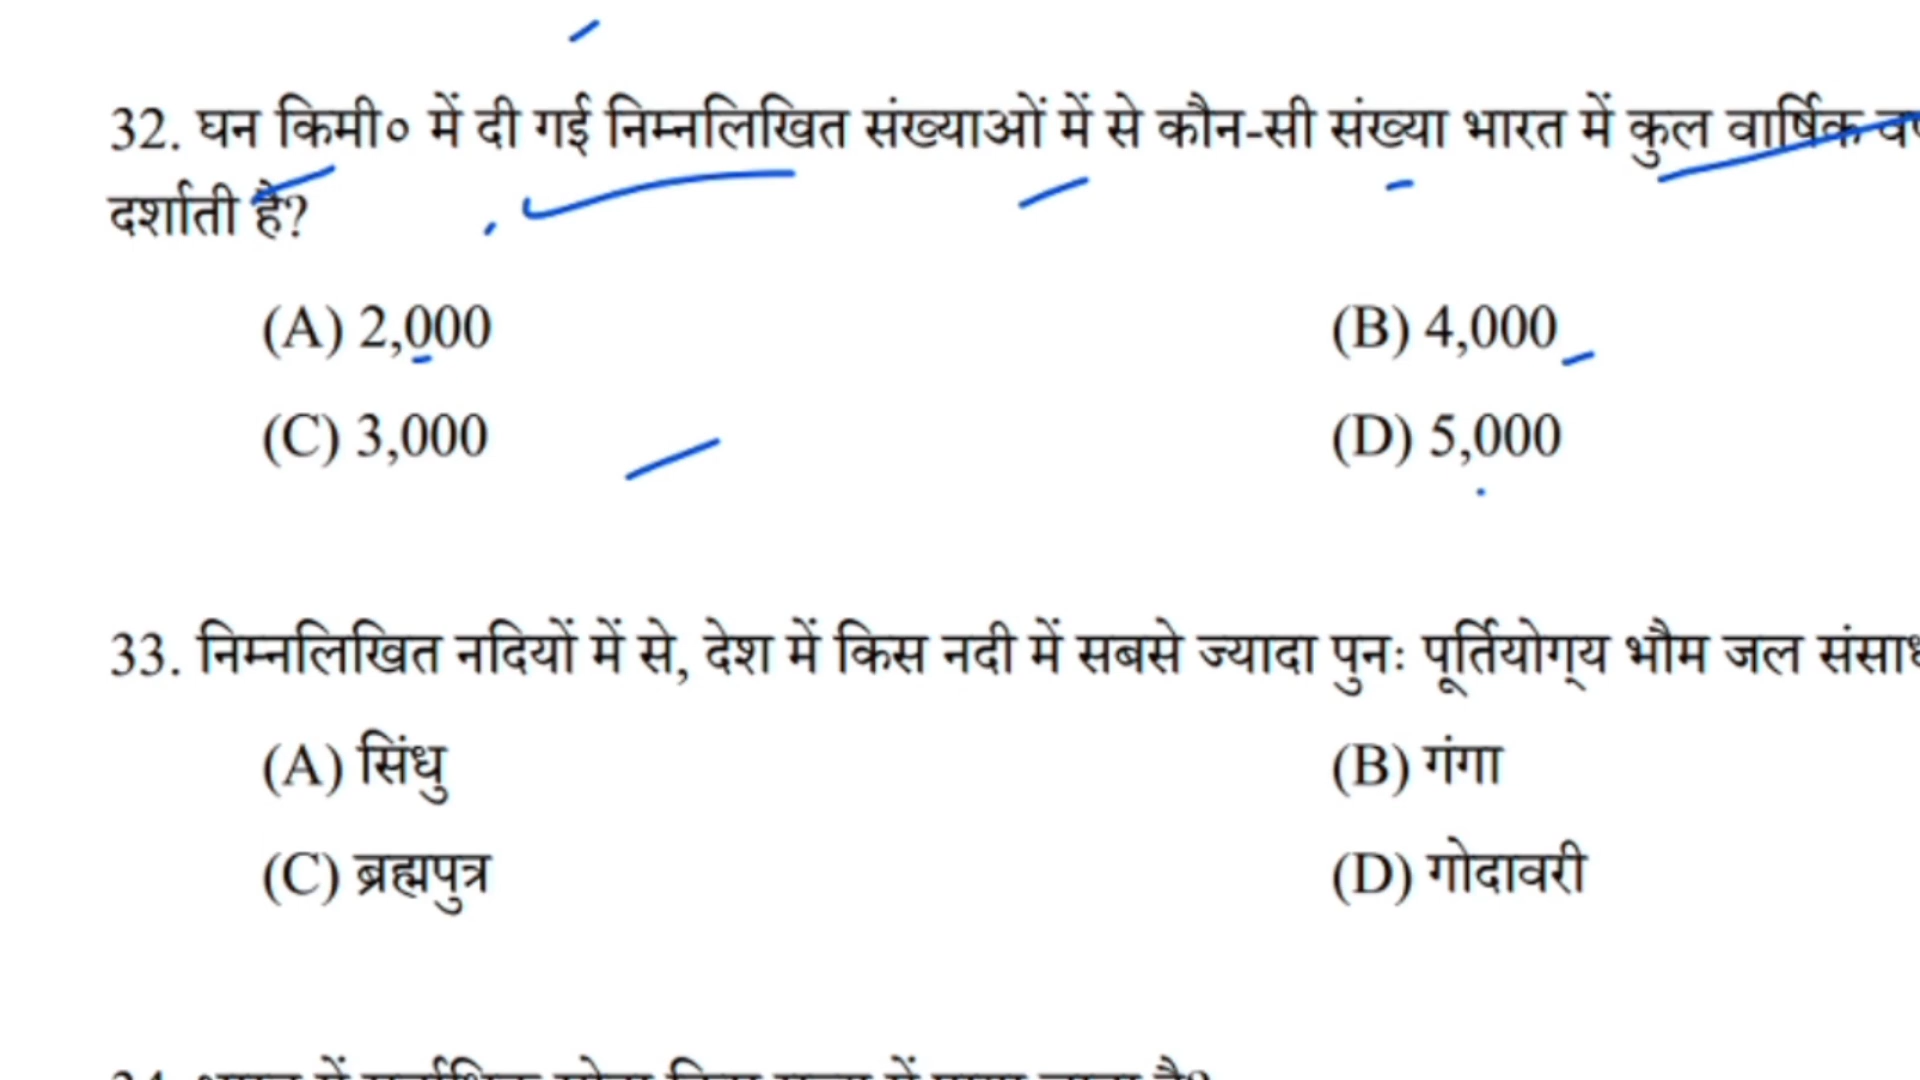 32. घन किमी० में दी गई निम्नलिखित संख्याओं में से कौन-सी संख्या भारत में कुल वार्षिक
दर्शाती है?
(A) 2,000 (B) 4,000
(C) 3,000 (D) 5,000
33. निम्नलिखित नदियों में से, देश में किस नदी में सबसे ज्यादा पुनः पूर्तियोग्‍य भौम जल
(A) सिंधु (B) गंगा
(C) ब्रह्मपुत्र (D) गोदावरी